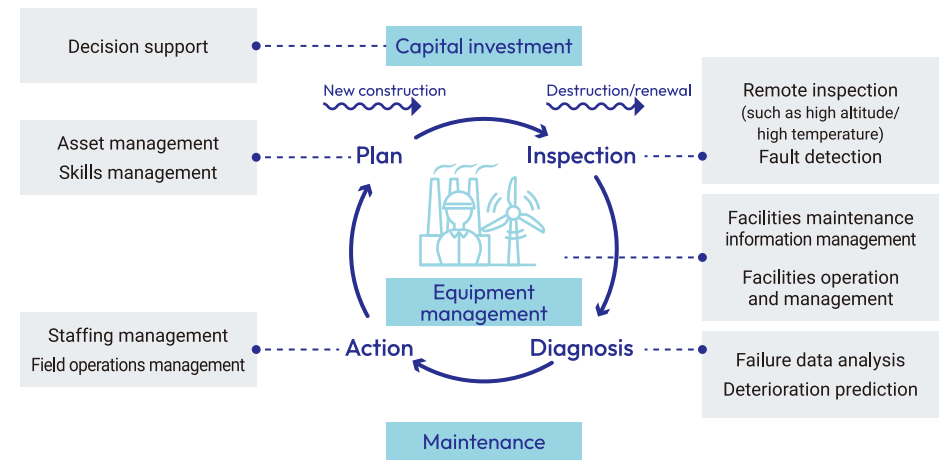 Decision support
Capital investment
New construction
Destruction/renewal
Remote inspection
(such as high altitude/
high temperature)
Fault detection
Asset management
Skills management
Plan
Inspection
Facilities maintenance
information management
Facilities operation
and management
Equipment
management
Staffing management
Field operations management
Action
Diagnosis
Failure data analysis
Deterioration prediction
Maintenance